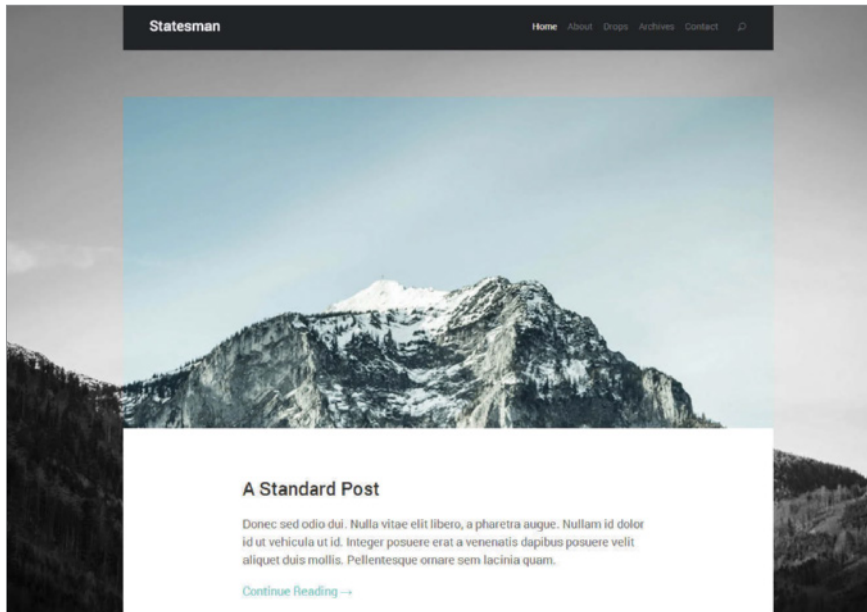 Statesman
Home About Drops Archives Contact
A Standard Post
Donec sed odio dui. Nulla vitae elit libero, a pharetra augue. Nullam id dolor
id ut vehicula ut id. Integer posuere erat a venenatis dapibus posuere velit
aliquet duis mollis. Pellentesque ornare sem lacinia quam.
Continue Reading →